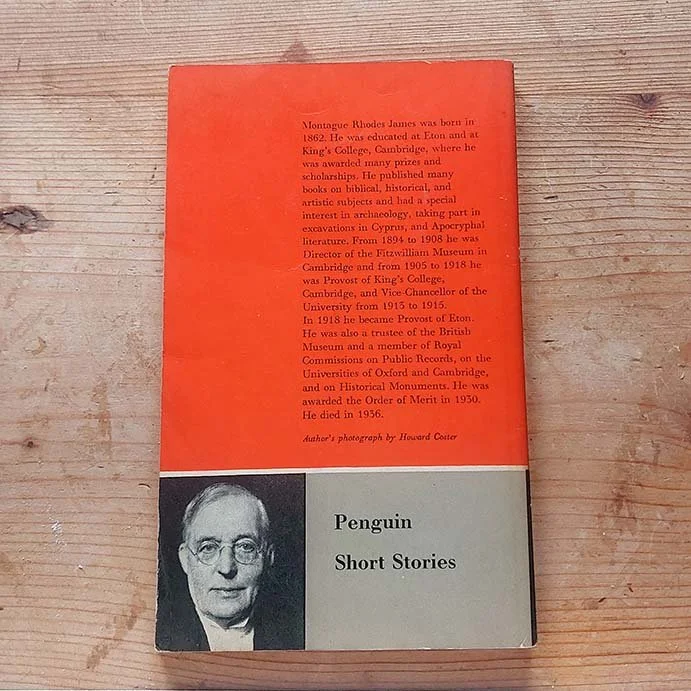 Montague Rhodes James was born in
1862. He was educated at Eton and at
King's College, Cambridge, where he
was awarded many prizes and
scholarships. He published many
books on biblical, historical, and
artistic subjects and had a special
interest in archaeology, taking part in
excavations in Cyprus, and Apocryphal
literature. From 1894 to 1908 he was
Director of the Fitzwilliam Museum in
Cambridge and from 1905 to 1918 he
was Provost of King's College,
Cambridge, and Vice-Chancellor of the
University from 1913 to 1915.
In 1918 he became Provost of Eton.
He was also a trustee of the British
Museum and a member of Royal
Commissions on Public Records, on the
Universities of Oxford and Cambridge,
and on Historical Monuments. He was
awarded the Order of Merit in 1930.
He died in 1936.
Author's photograph by Howard Coster
Penguin
Short Stories